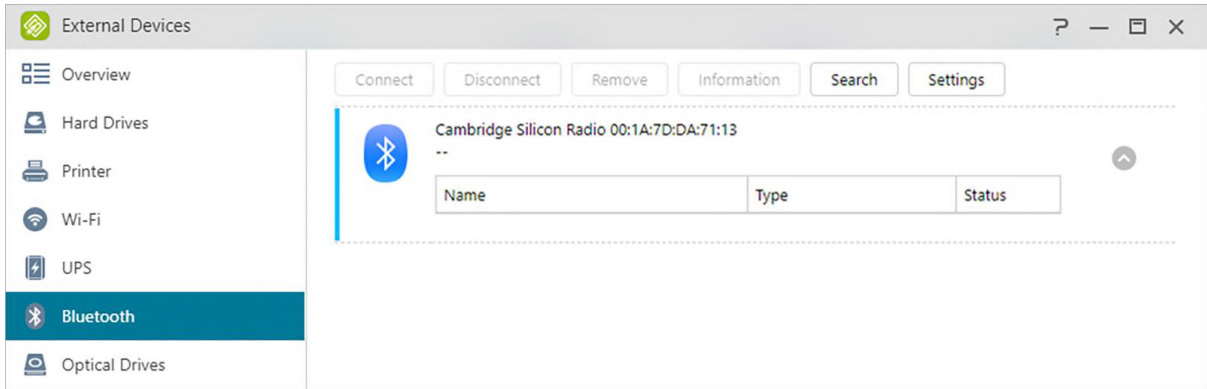 External Devices
Overview
Hard Drives
Printer
Wi-Fi
UPS
Bluetooth
Optical Drives
Connect Disconnect Remove Information Search Settings
Cambridge Silicon Radio 00:1A:7D:DA:71:13
--
Name Type Status